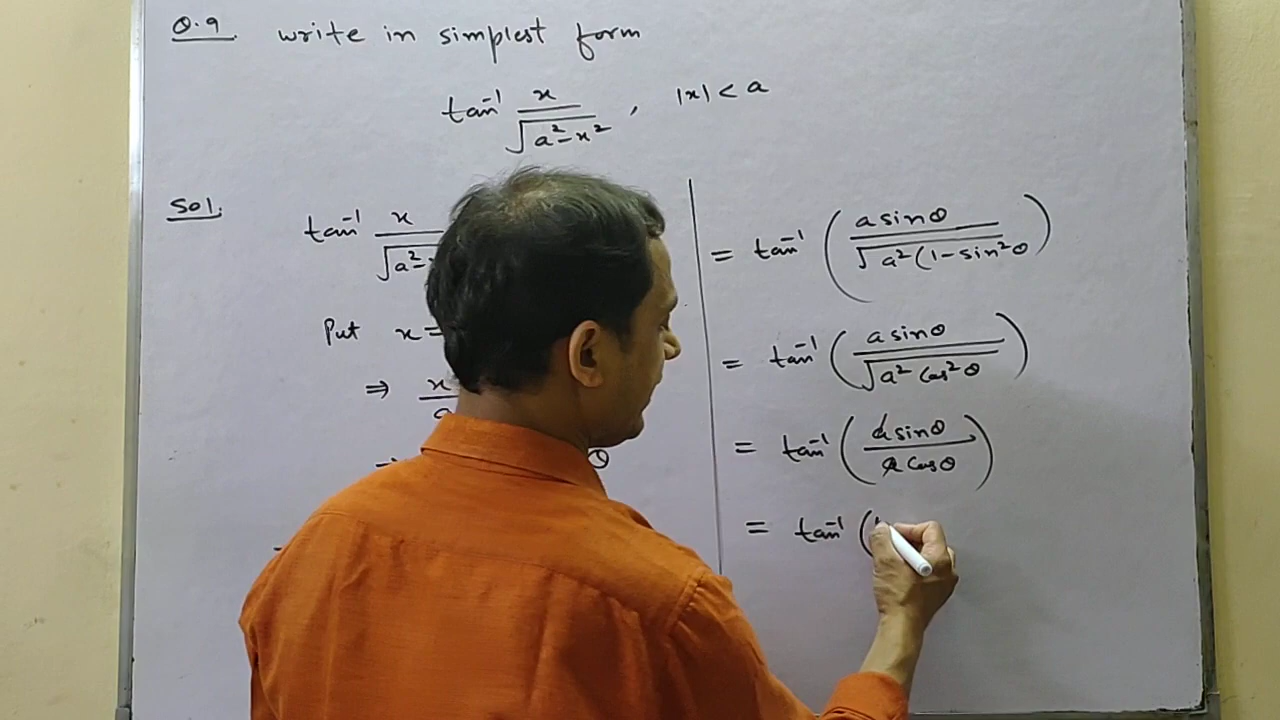 Q.9. write in simplest form
tan⁻¹ x/√(a²-x²) , |x| < a
Sol.
tan⁻¹ x/√a²-
Put x =
⇒ x/a
θ
= tan⁻¹ (a sinθ/√a²(1-sin²θ)
= tan⁻¹ (a sinθ/√a² cos²θ)
= tan⁻¹ (a sinθ/a cosθ)
= tan⁻¹ (